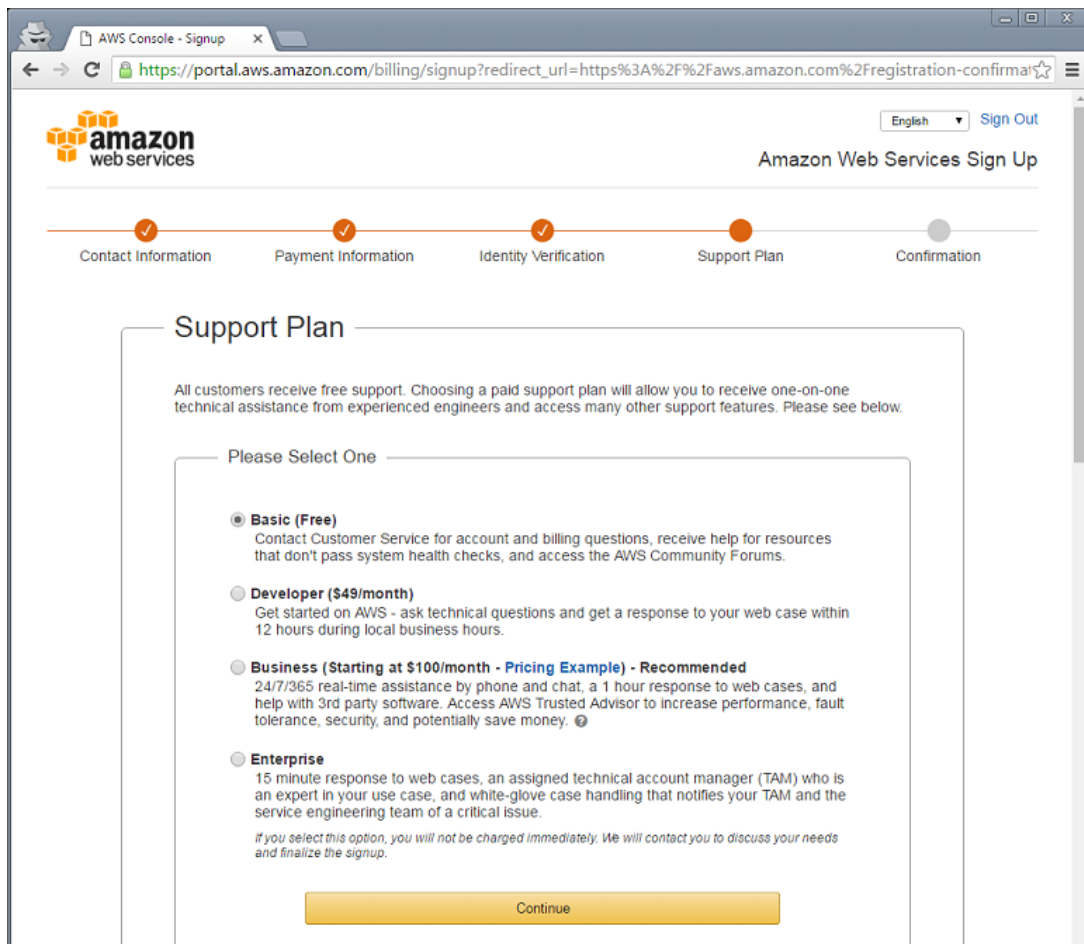 AWS Console - Signup
https://portal.aws.amazon.com/billing/signup?redirect_url=https%3A%2F%2Faws.amazon.com%2Fregistration-confirmat
English
Sign Out
amazon
web services
Amazon Web Services Sign Up
Contact Information
Payment Information
Identity Verification
Support Plan
Confirmation
Support Plan
All customers receive free support. Choosing a paid support plan will allow you to receive one-on-one
technical assistance from experienced engineers and access many other support features. Please see below.
Please Select One
Basic (Free)
Contact Customer Service for account and billing questions, receive help for resources
that don't pass system health checks, and access the AWS Community Forums.
Developer ($49/month)
Get started on AWS - ask technical questions and get a response to your web case within
12 hours during local business hours.
Business (Starting at $100/month - Pricing Example) - Recommended
24/7/365 real-time assistance by phone and chat, a 1 hour response to web cases, and
help with 3rd party software. Access AWS Trusted Advisor to increase performance, fault
tolerance, security, and potentially save money. ?
Enterprise
15 minute response to web cases, an assigned technical account manager (TAM) who is
an expert in your use case, and white-glove case handling that notifies your TAM and the
service engineering team of a critical issue.
If you select this option, you will not be charged immediately. We will contact you to discuss your needs
and finalize the signup.
Continue